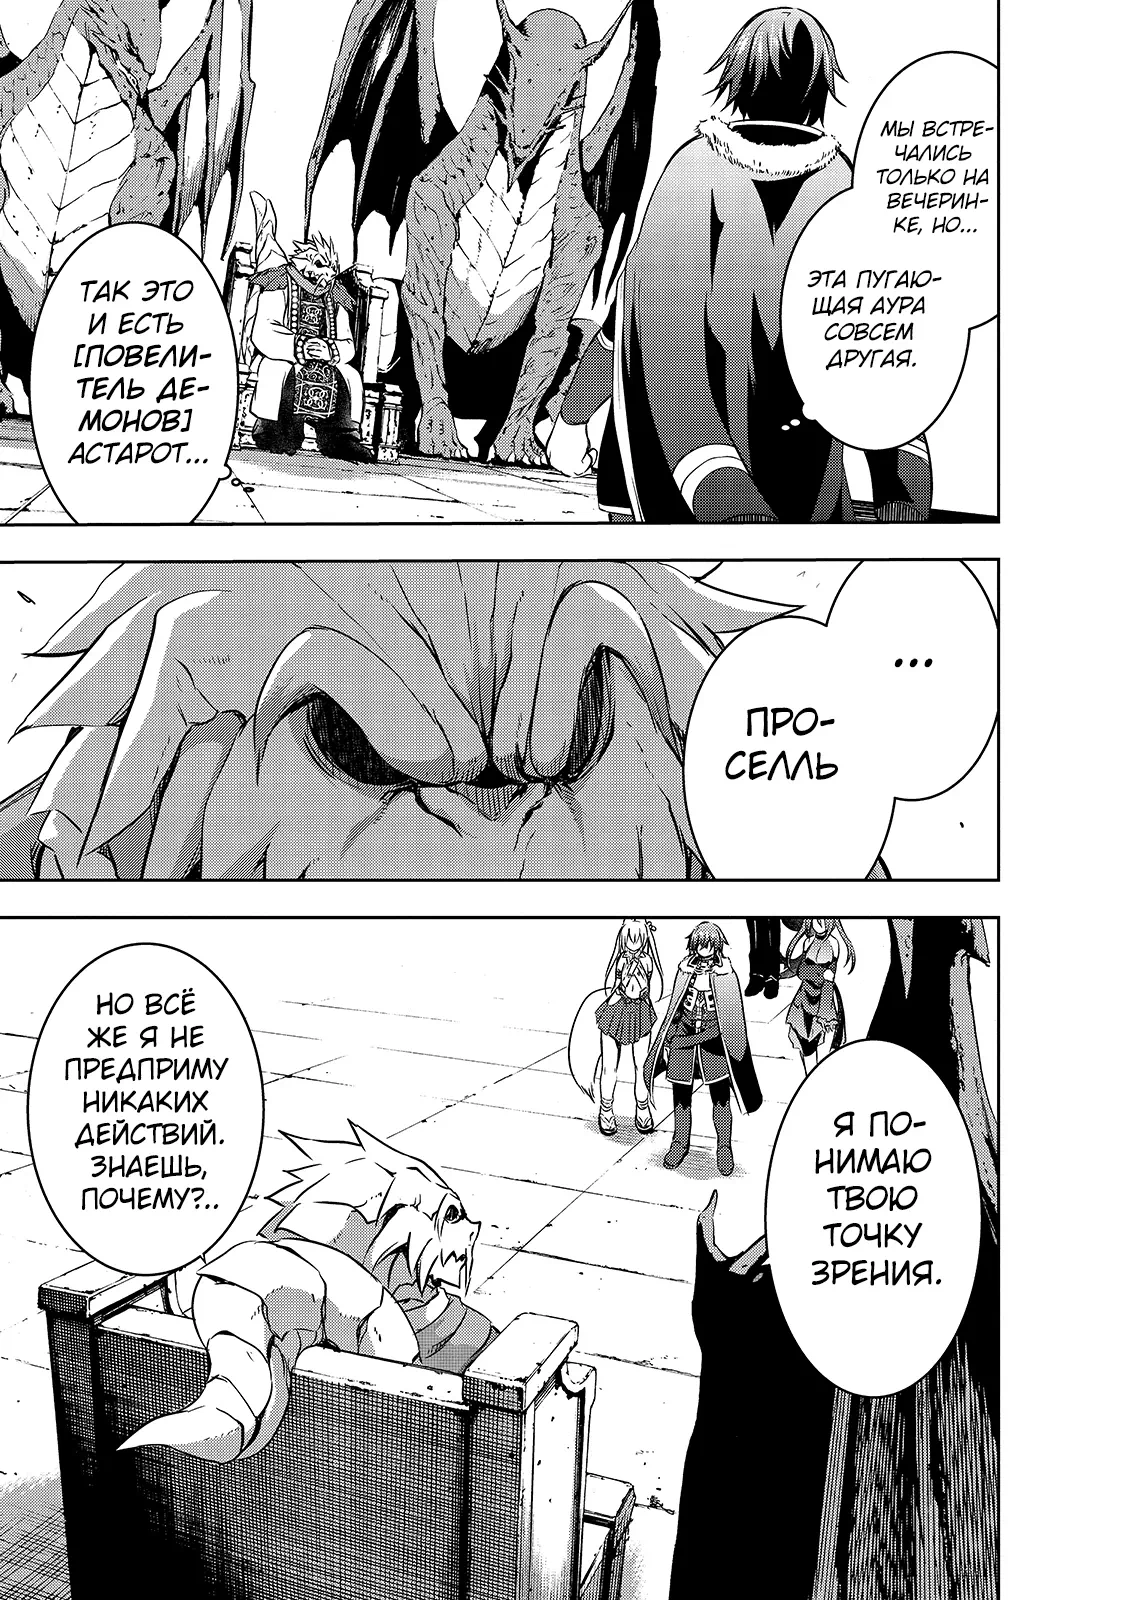 МЫ ВСТРЕ-
ЧАЛИСЬ
ТОЛЬКО НА
ВЕЧЕРИН-
КЕ, НО...
ЭТА ПУГАЮ-
ЩАЯ АУРА
СОВСЕМ
ДРУГАЯ.
ТАК ЭТО
И ЕСТЬ
[ПОВЕЛИ-
ТЕЛЬ ДЕ-
МОНОВ]
АСТАРОТ...
...
ПРО-
СЕЛЛЬ
Я ПО-
НИМАЮ
ТВОЮ
ТОЧКУ
ЗРЕНИЯ.
НО ВСЁ
ЖЕ Я НЕ
ПРЕДПРИМУ
НИКАКИХ
ДЕЙСТВИЙ.
ЗНАЕШЬ,
ПОЧЕМУ?..